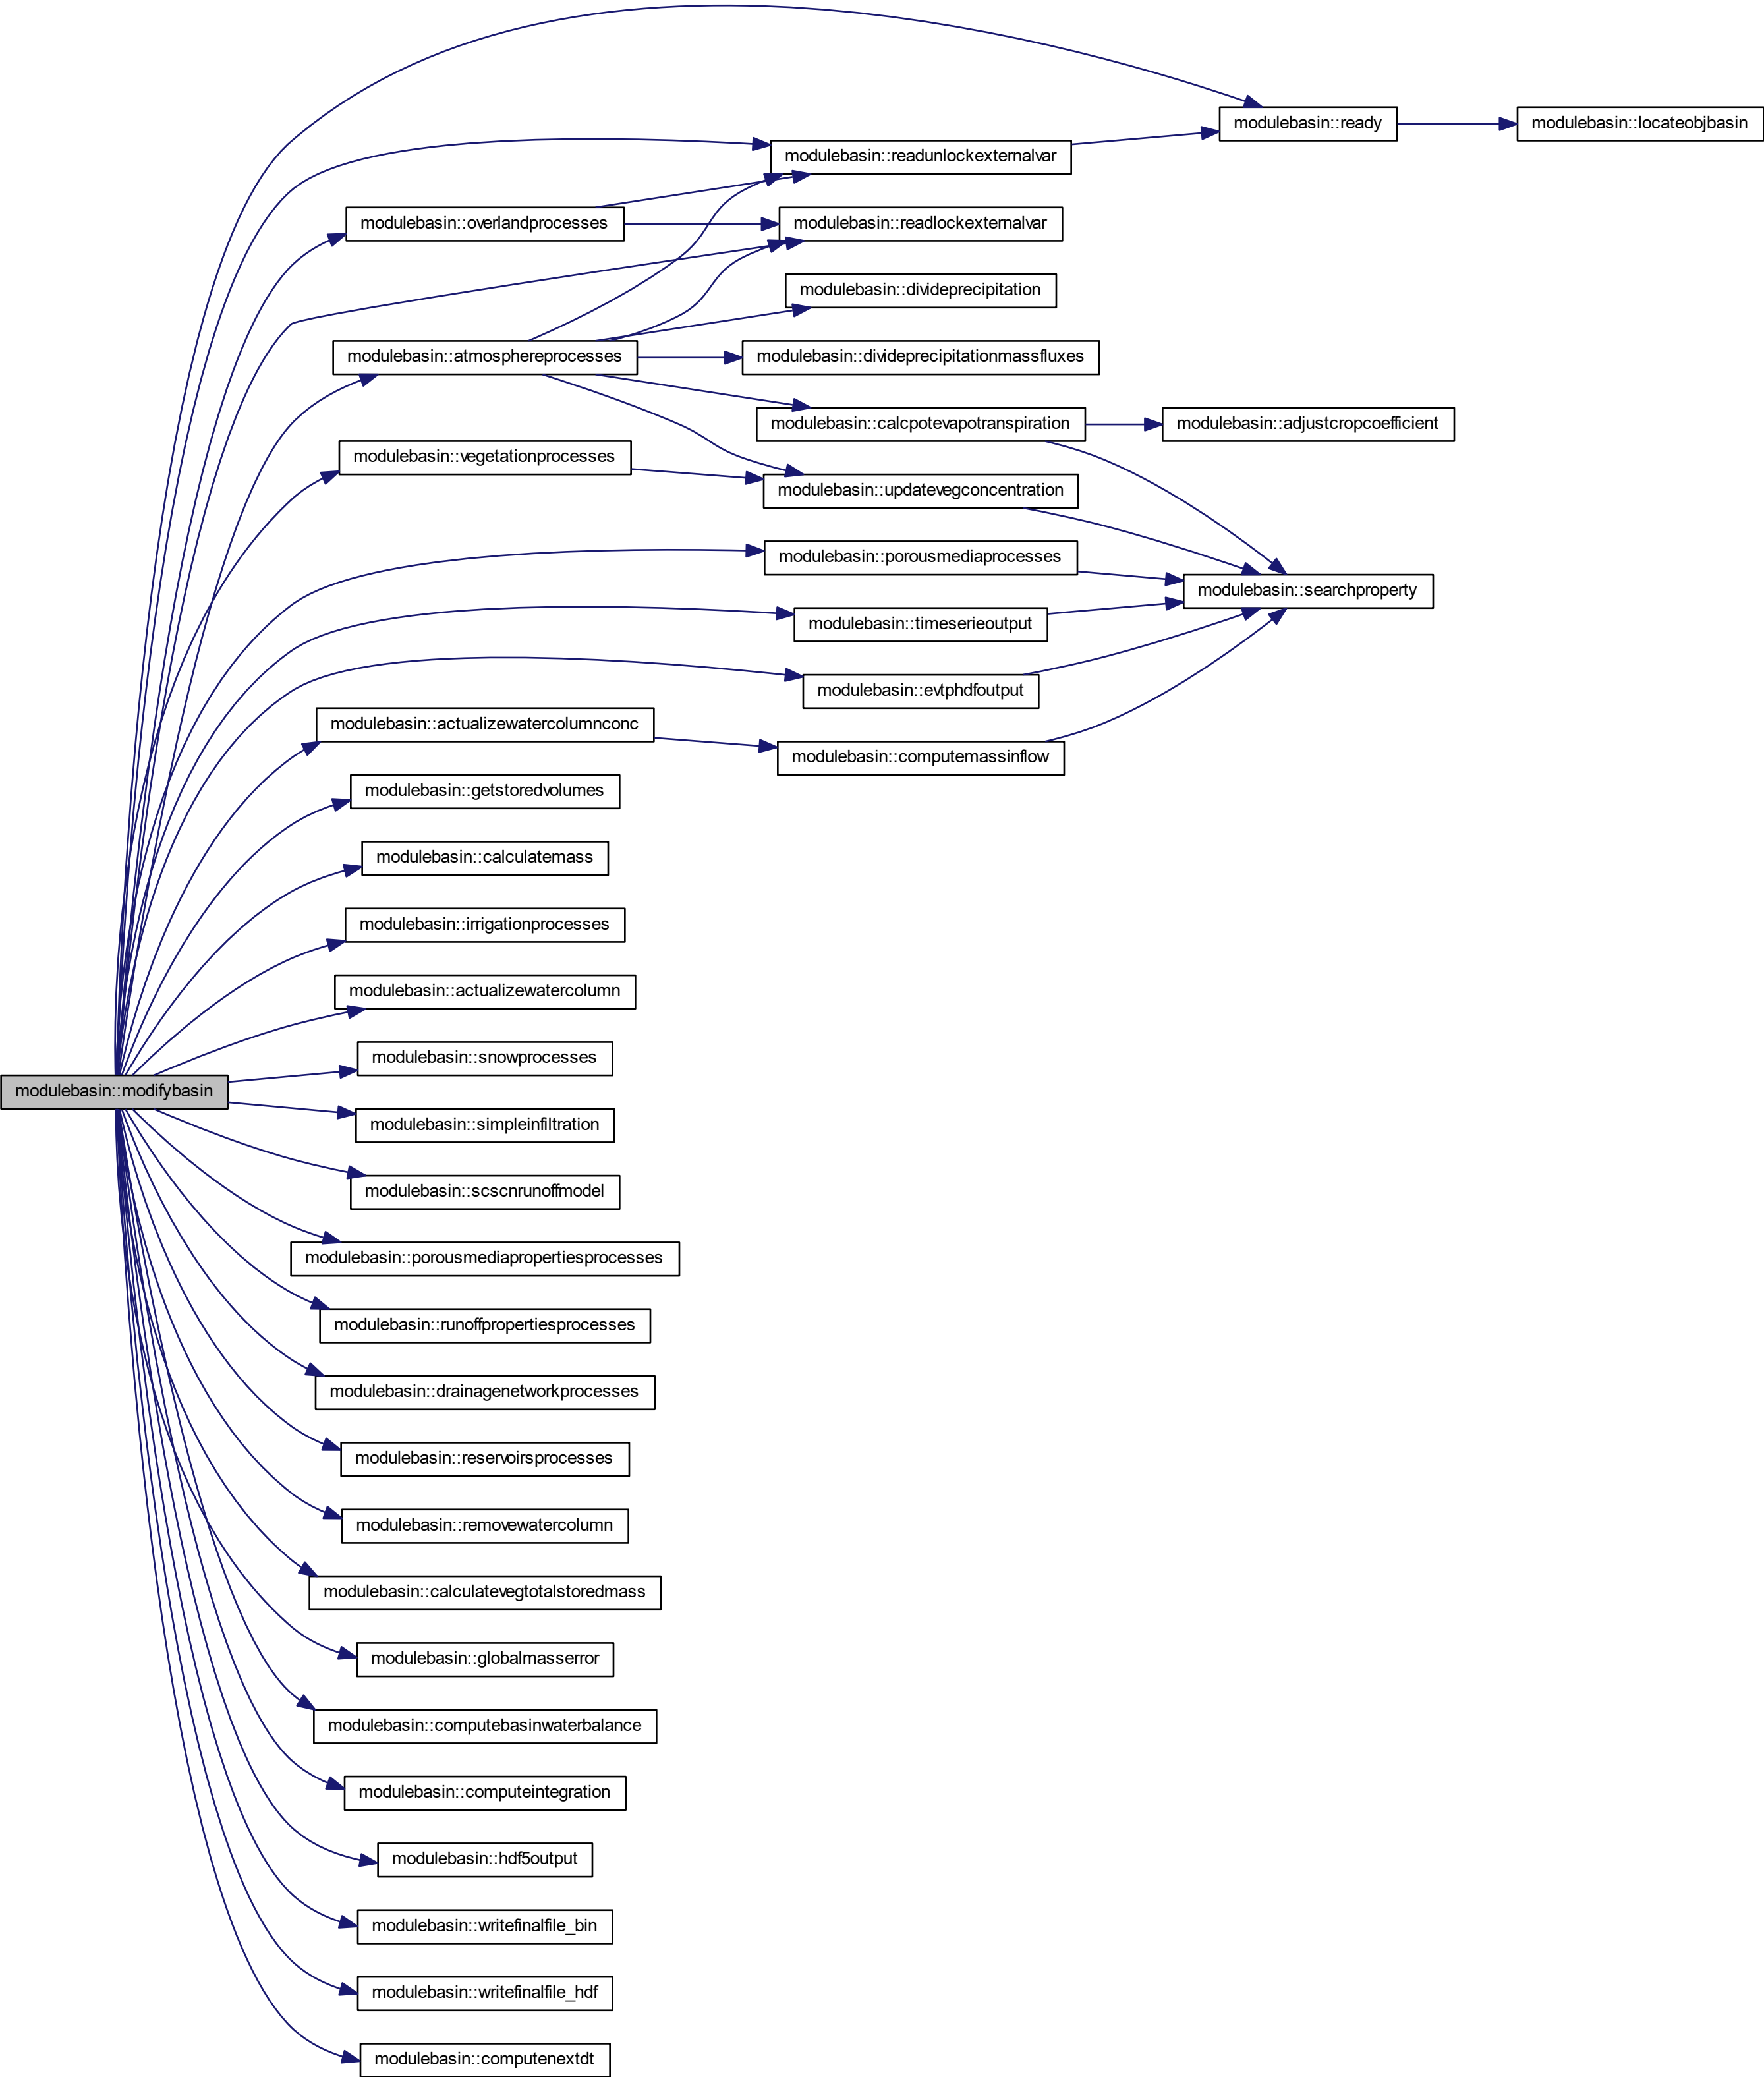 modulebasin::ready
modulebasin::locateobjbasin
modulebasin::readunlockexternalvar
modulebasin::overlandprocesses
modulebasin::readlockexternalvar
modulebasin::divideprecipitation
modulebasin::atmosphereprocesses
modulebasin::divideprecipitationmassfluxes
modulebasin::calcpotevapotranspiration
modulebasin::adjustcropcoefficient
modulebasin::vegetationprocesses
modulebasin::updatevegconcentration
modulebasin::porousmediaprocesses
modulebasin::searchproperty
modulebasin::timeserieoutput
modulebasin::evtphdfoutput
modulebasin::actualizewatercolumnconc
modulebasin::computemassinflow
modulebasin::getstoredvolumes
modulebasin::calculatemass
modulebasin::irrigationprocesses
modulebasin::actualizewatercolumn
modulebasin::snowprocesses
modulebasin::modifybasin
modulebasin::simpleinfiltration
modulebasin::scscnrunoffmodel
modulebasin::porousmediapropertiesprocesses
modulebasin::runoffpropertiesprocesses
modulebasin::drainagenetworkprocesses
modulebasin::reservoirsprocesses
modulebasin::removewatercolumn
modulebasin::calculatevegtotalstoredmass
modulebasin::globalmasserror
modulebasin::computebasinwaterbalance
modulebasin::computeintegration
modulebasin::hdf5output
modulebasin::writefinalfile_bin
modulebasin::writefinalfile_hdf
modulebasin::computenextdt